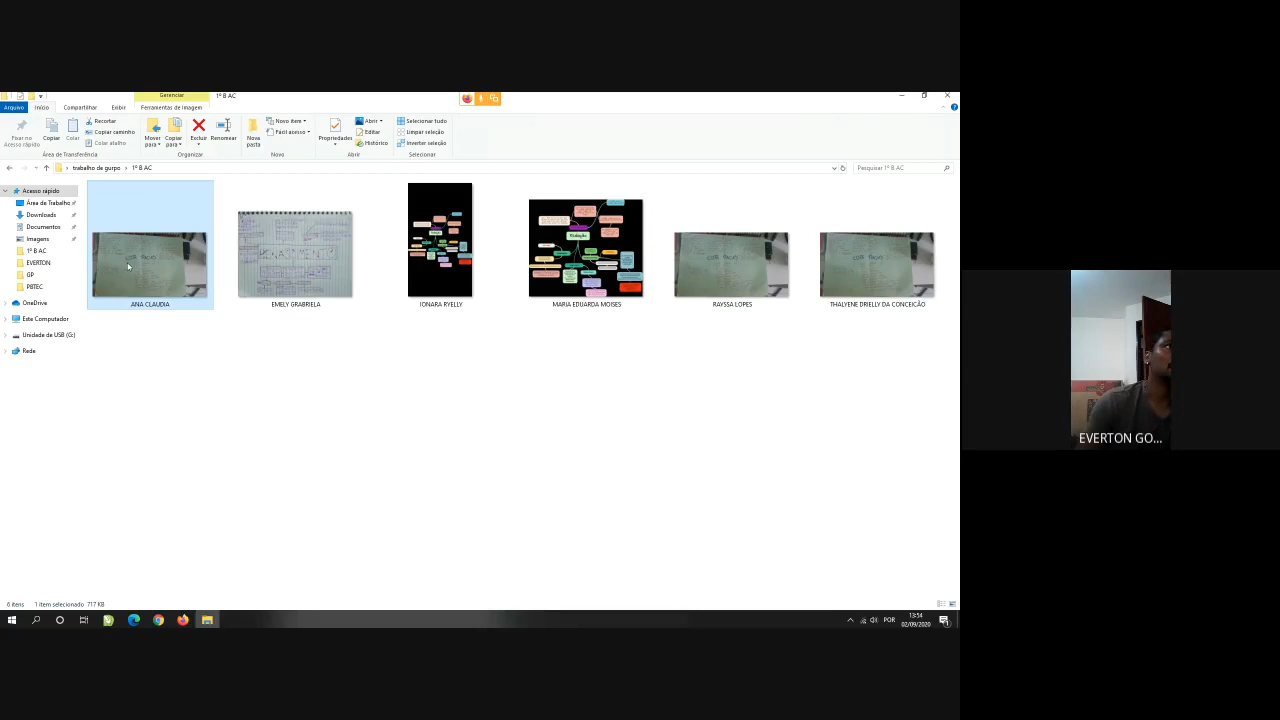 Gerenciar
1º B AC
Arquivo
Início
Compartilhar
Exibir
Ferramentas de Imagem
Fixar no
Acesso rápido
Copiar
Colar
Recortar
Copiar caminho
Colar atalho
Área de Transferência
Mover
para
Copiar
para
Excluir
Renomear
Organizar
Nova
pasta
Novo item
Fácil acesso
Novo
Propriedades
Abrir
Editar
Histórico
Abrir
Selecionar tudo
Limpar seleção
Inverter seleção
Selecionar
trabalho de gurpo
1º B AC
Pesquisar 1º B AC
Acesso rápido
Área de Trabalho
Downloads
Documentos
Imagens
1º B AC
EVERTON
GP
PBTEC
OneDrive
Este Computador
Unidade de USB (G:)
Rede
ANA CLAUDIA
EMELY GRABRIELA
IONARA RYELLY
MARIA EDUARDA MOISES
RAYSSA LOPES
THALYENE DRIELLY DA CONCEICÃO
6 itens
1 item selecionado 717 KB
POR
13:54
02/09/2020
EVERTON GO...